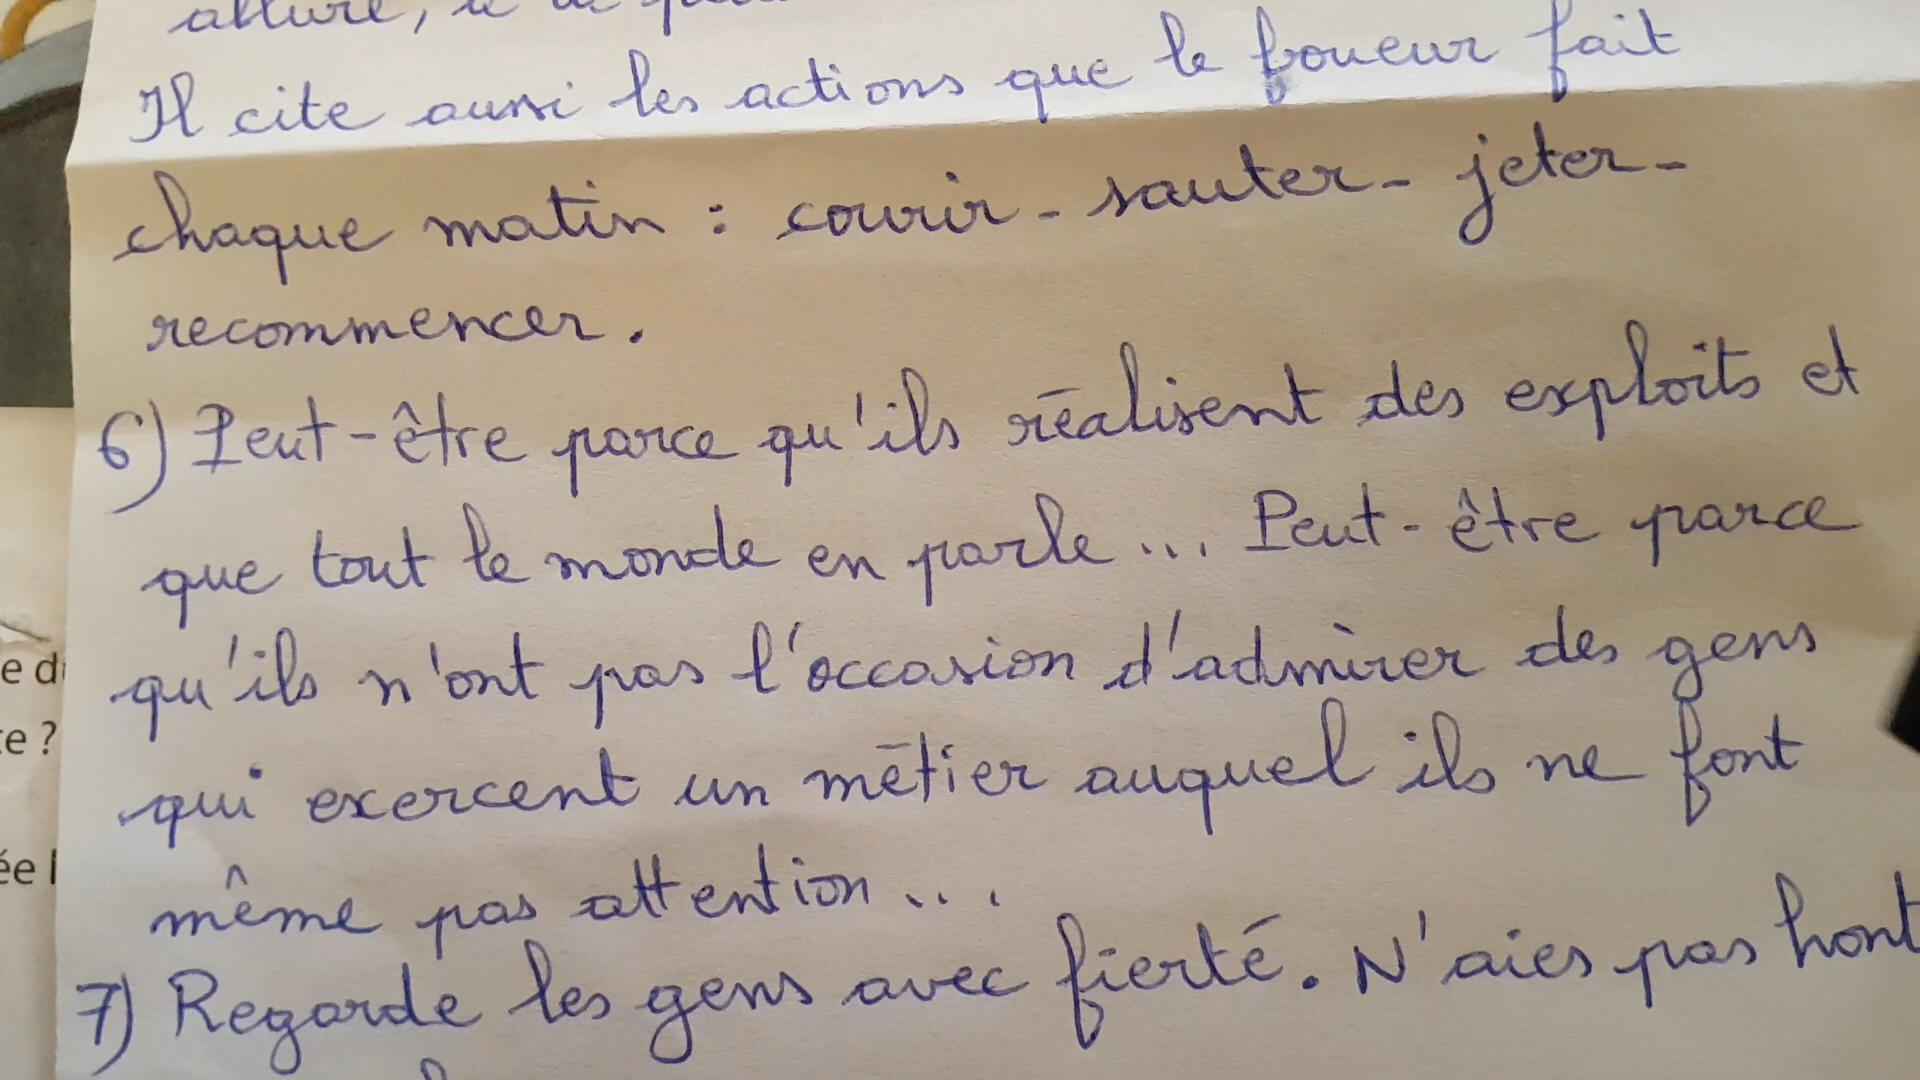 allure,
Il cite aussi les actions que le boueur fait
chaque matin : courir - sauter - jeter -
recommencer.
6) Peut-être parce qu'ils réalisent des exploits et
que tout le monde en parle ... Peut-être parce
qu'ils n'ont pas l'occasion d'admirer des gens
qui exercent un métier auquel ils ne font
même pas attention ...
7) Regarde les gens avec fierté. N'aies pas hont
e d
te ?
ée l